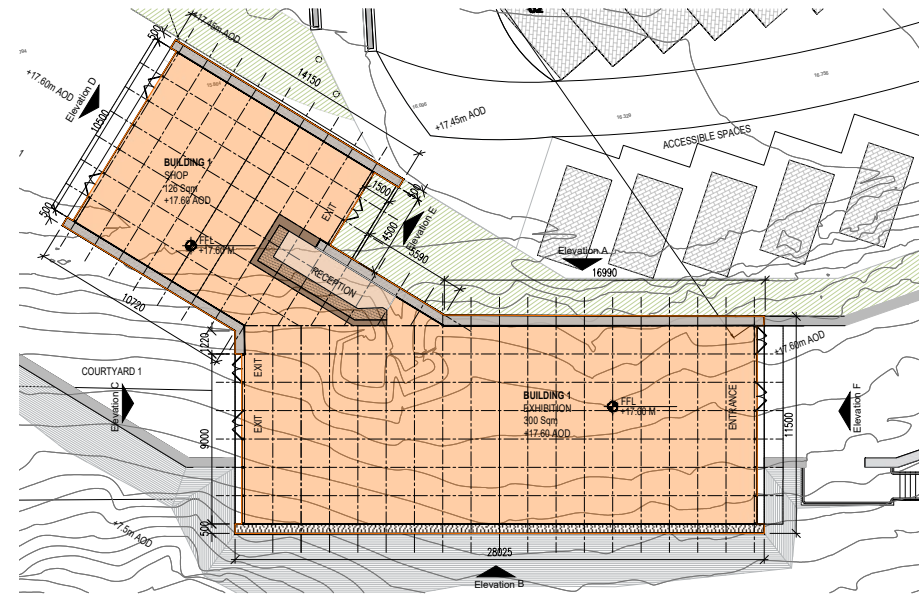 +17.45m AOD
500
14150
+17.60m AOD
Elevation D
10500
+17.45m AOD
ACCESSIBLE SPACES
BUILDING 1
SHOP
126 Sqm
+17.60 AOD
EXIT
1500
500
4500
Elevation E
500
FFL
+17.60 M
RECEPTION
Elevation A
16990
10720
+17.60m AOD
COURTYARD 1
Elevation C
EXIT
EXIT
9000
BUILDING 1
EXHIBITION
300 Sqm
+17.60 AOD
FFL
+17.60 M
ENTRANCE
11500
Elevation F
+7.5m AOD
500
28025
Elevation B